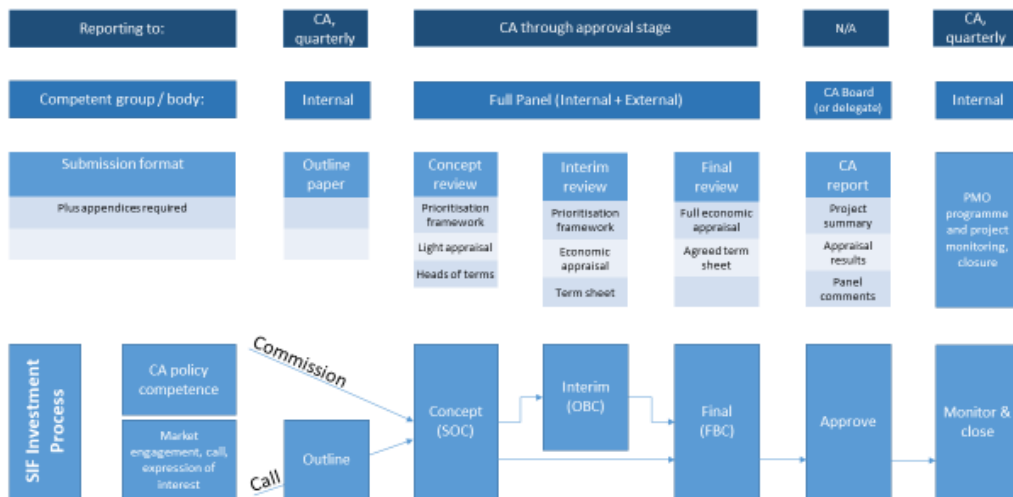 Reporting to:
CA,
quarterly
CA through approval stage
N/A
CA,
quarterly
Competent group / body:
Internal
Full Panel (Internal + External)
CA Board
(or delegate)
Internal
Submission format
Plus appendices required
Outline
paper
Concept
review
Prioritisation
framework
Light appraisal
Heads of terms
Interim
review
Prioritisation
framework
Economic
appraisal
Term sheet
Final
review
Full economic
appraisal
Agreed term
sheet
CA
report
Project
summary
Appraisal
results
Panel
comments
PMO
programme
and project
monitoring,
closure
SIF Investment
Process
CA policy
competence
Market
engagement, call,
expression of
interest
Commission
Call
Outline
Concept
(SOC)
Interim
(OBC)
Final
(FBC)
Approve
Monitor &
close